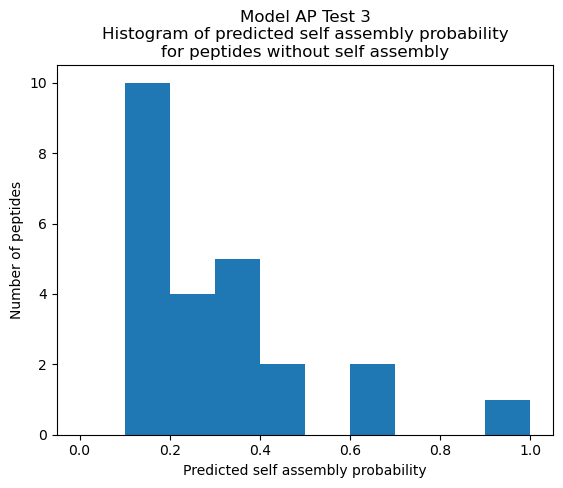 Model AP Test 3
Histogram of predicted self assembly probability
for peptides without self assembly
10
8
6
4
2
0
Number of peptides
0.0 0.2 0.4 0.6 0.8 1.0
Predicted self assembly probability